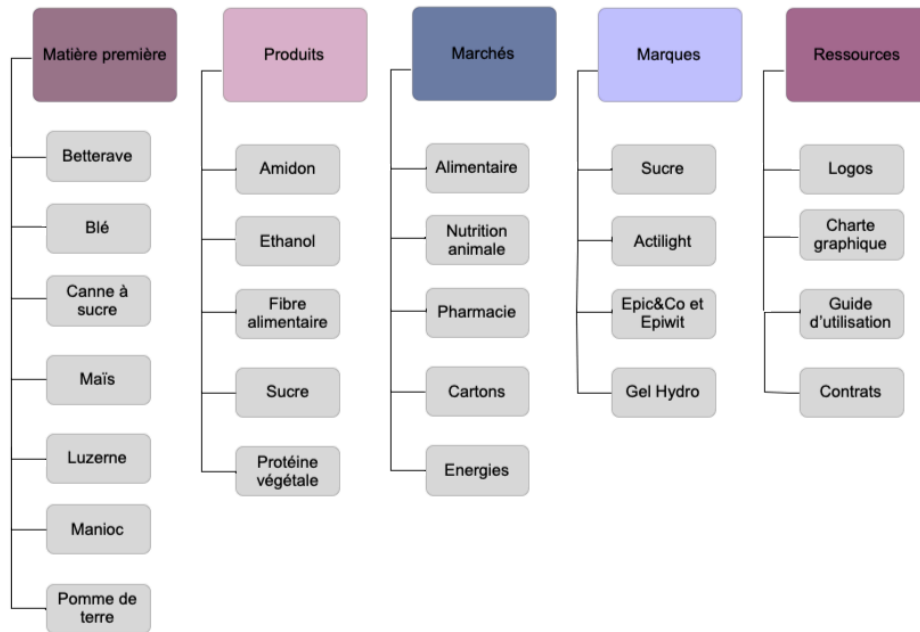 Matière première
Betterave
Blé
Canne à
sucre
Maïs
Luzerne
Manioc
Pomme de
terre
Produits
Amidon
Ethanol
Fibre
alimentaire
Sucre
Protéine
végétale
Marchés
Alimentaire
Nutrition
animale
Pharmacie
Cartons
Energies
Marques
Sucre
Actilight
Epic&Co et
Epiwit
Gel Hydro
Ressources
Logos
Charte
graphique
Guide
d'utilisation
Contrats